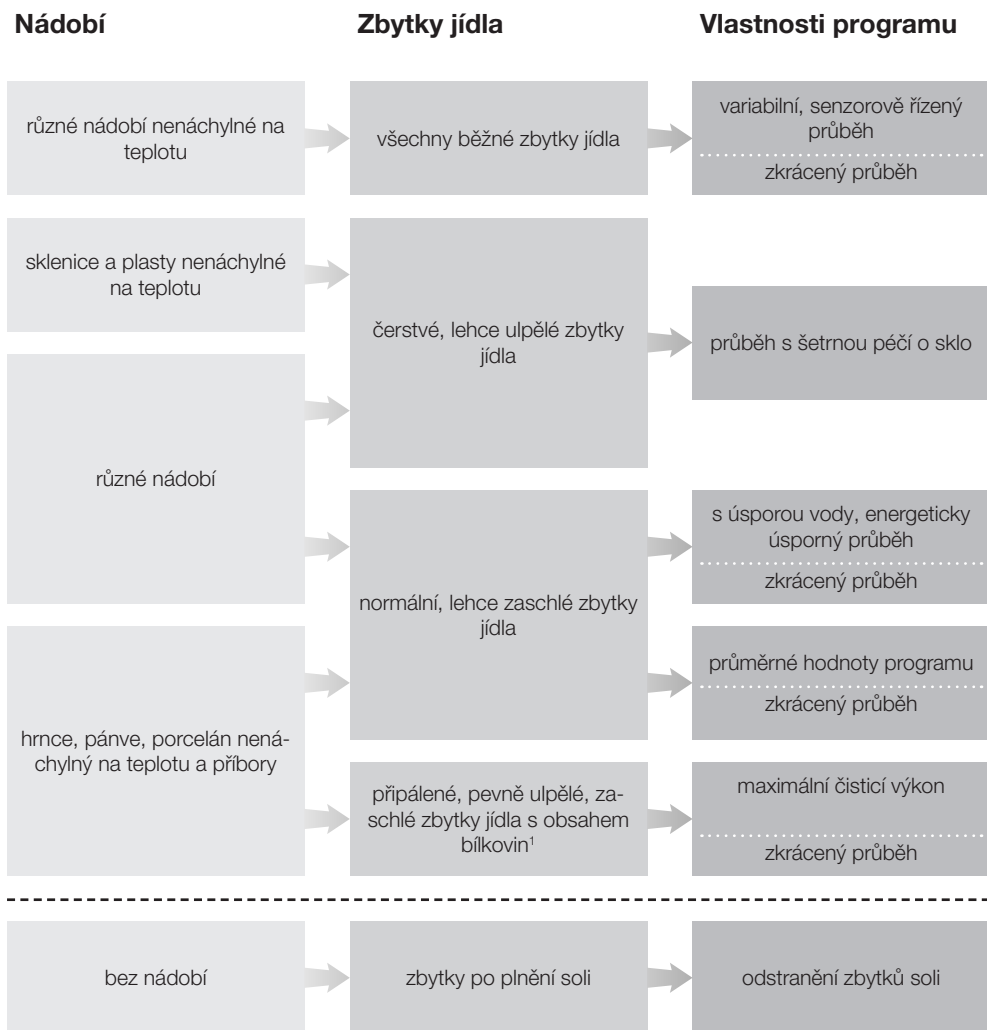 Nádobí
Zbytky jídla
Vlastnosti programu
různé nádobí nenáchylné na
teplotu
všechny běžné zbytky jídla
variabilní, senzorově řízený
průběh
zkrácený průběh
sklenice a plasty nenáchylné
na teplotu
čerstvé, lehce ulpělé zbytky
jídla
průběh s šetrnou péčí o sklo
různé nádobí
normální, lehce zaschlé zbytky
jídla
s úsporou vody, energeticky
úsporný průběh
zkrácený průběh
průměrné hodnoty programu
zkrácený průběh
hrnce, pánve, porcelán nená-
chylný na teplotu a příbory
připálené, pevně ulpělé, za-
schlé zbytky jídla s obsahem
bílkovin¹
maximální čisticí výkon
zkrácený průběh
bez nádobí
zbytky po plnění soli
odstranění zbytků soli